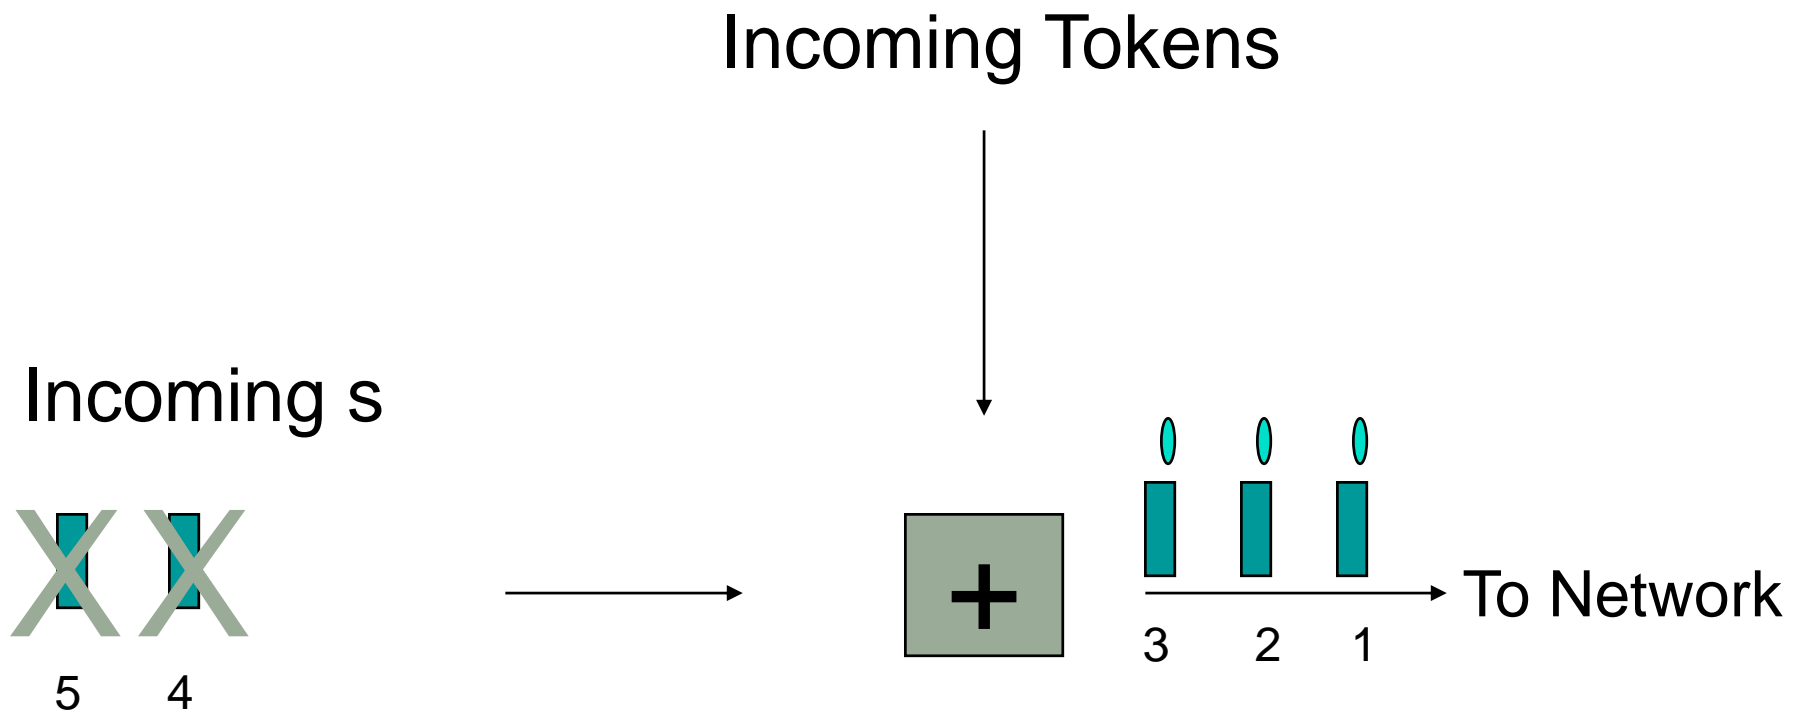 Incoming Tokens
Incoming s
+
To Network
3 2 1
X X
5 4